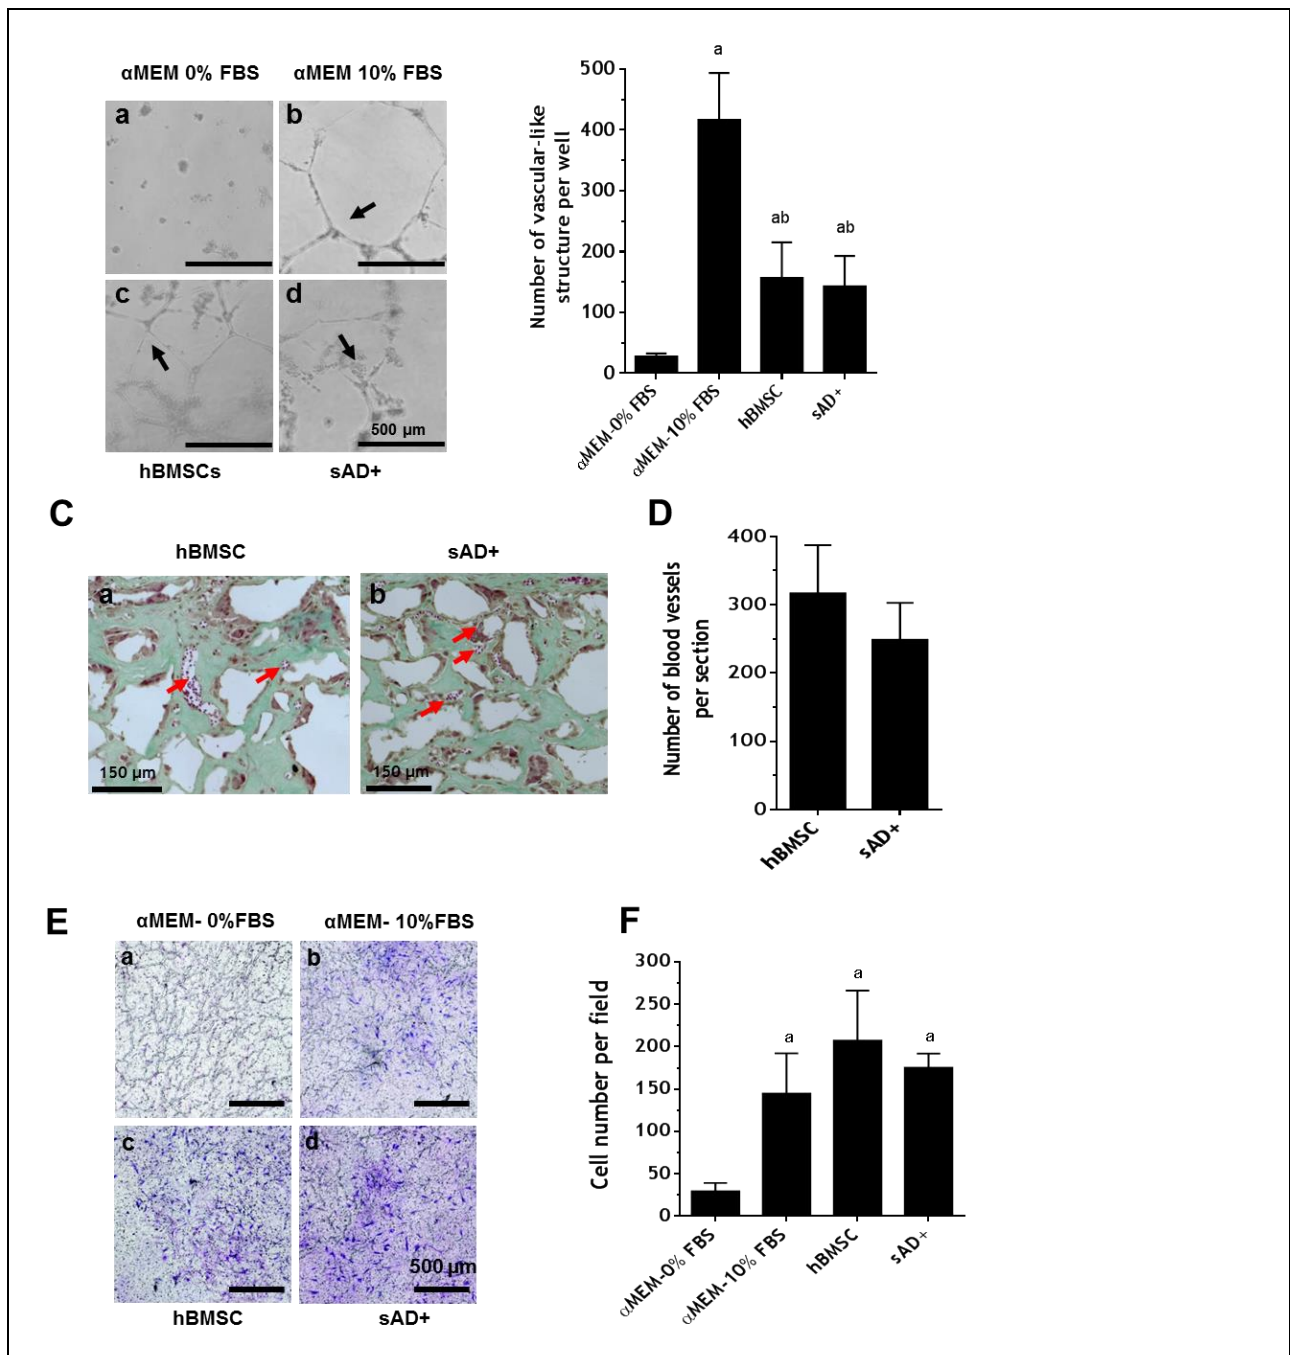 αMEM 0% FBS
αMEM 10% FBS
a
b
c
d
500 µm
hBMSCs
sAD+
a
ab
ab
Number of vascular-like
structure per well
500
400
300
200
100
0
αMEM-0% FBS
αMEM-10% FBS
hBMSC
sAD+
C
hBMSC
sAD+
a
b
150 µm
150 µm
D
Number of blood vessels
per section
400
300
200
100
0
hBMSC
sAD+
E
αMEM- 0%FBS
αMEM- 10%FBS
a
b
c
d
500 µm
hBMSC
sAD+
F
Cell number per field
300
250
200
150
100
50
0
a
a
a
αMEM-0% FBS
αMEM-10% FBS
hBMSC
sAD+